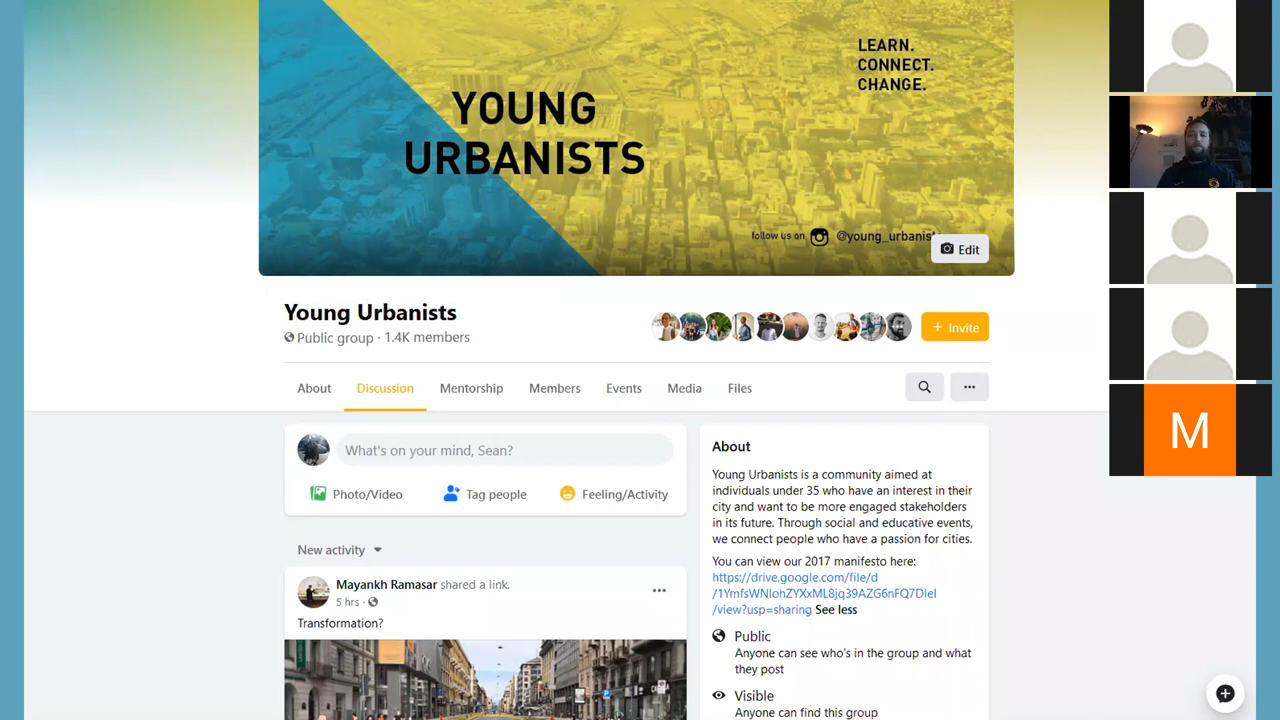 LEARN.
CONNECT.
CHANGE.
YOUNG
URBANISTS
follow us on @young_urbanis
Edit
Young Urbanists
Public group · 1.4K members
+ Invite
About Discussion Mentorship Members Events Media Files
What's on your mind, Sean?
Photo/Video Tag people Feeling/Activity
New activity
Mayankh Ramasar shared a link.
5 hrs ·
Transformation?
About
Young Urbanists is a community aimed at
individuals under 35 who have an interest in their
city and want to be more engaged stakeholders
in its future. Through social and educative events,
we connect people who have a passion for cities.
You can view our 2017 manifesto here:
https://drive.google.com/file/d
/1YmfsWNlohZYXxML8jq39AZG6nFQ7DleI
/view?usp=sharing See less
Public
Anyone can see who's in the group and what
they post
Visible
Anyone can find this group
M